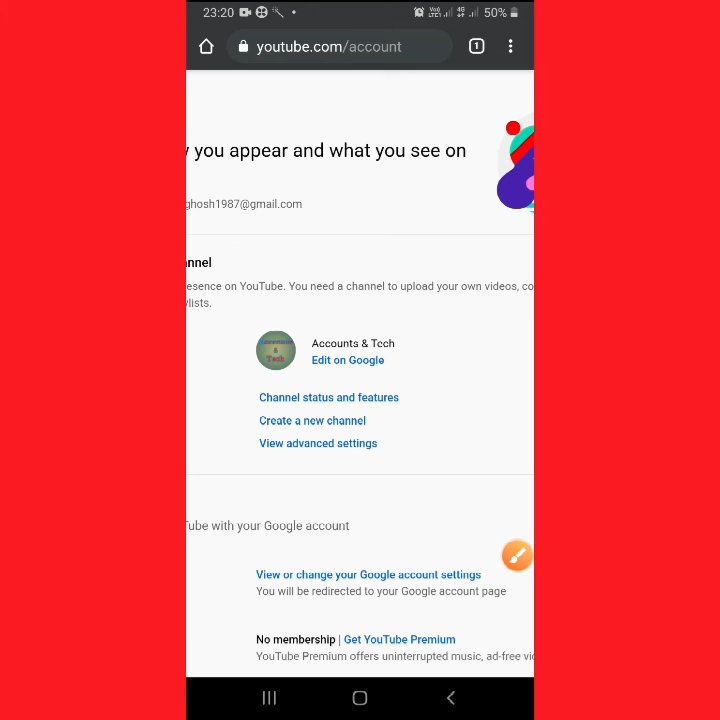 23:20
50%
youtube.com/account
1
you appear and what you see on
ghosh1987@gmail.com
annel
esence on YouTube. You need a channel to upload your own videos, co
ylists.
Accounts & Tech
Edit on Google
Channel status and features
Create a new channel
View advanced settings
Tube with your Google account
View or change your Google account settings
You will be redirected to your Google account page
No membership | Get YouTube Premium
YouTube Premium offers uninterrupted music, ad-free